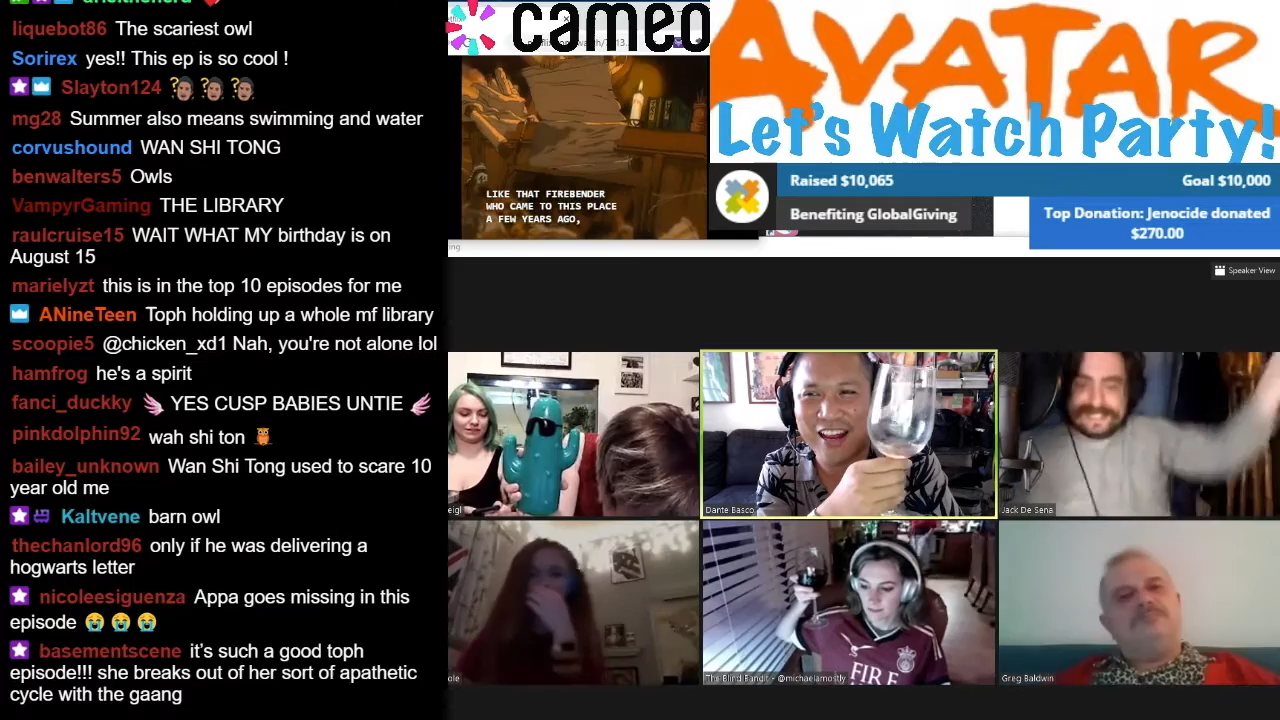 liquebot86 The scariest owl
Sorirex yes!! This ep is so cool !
Slayton124
mg28 Summer also means swimming and water
corvushound WAN SHI TONG
benwalters5 Owls
VampyrGaming THE LIBRARY
raulcruise15 WAIT WHAT MY birthday is on
August 15
marielyzt this is in the top 10 episodes for me
ANineTeen Toph holding up a whole mf library
scoopie5 @chicken_xd1 Nah, you're not alone lol
hamfrog he's a spirit
fanci_duckky YES CUSP BABIES UNTIE
pinkdolphin92 wah shi ton
bailey_unknown Wan Shi Tong used to scare 10
year old me
Kaltvene barn owl
thechanlord96 only if he was delivering a
hogwarts letter
nicoleesiguenza Appa goes missing in this
episode
basementscene it's such a good toph
episode!!! she breaks out of her sort of apathetic
cycle with the gaang
cameo
LIKE THAT FIREBENDER
WHO CAME TO THIS PLACE
A FEW YEARS AGO,
AVATAR
Let's Watch Party!
Raised $10,065
Goal $10,000
Benefiting GlobalGiving
Top Donation: Jenocide donated
$270.00
Speaker View
Dante Basco
Jack De Sena
FIRE
The Blind Bandit - @michaelamostly
Greg Baldwin